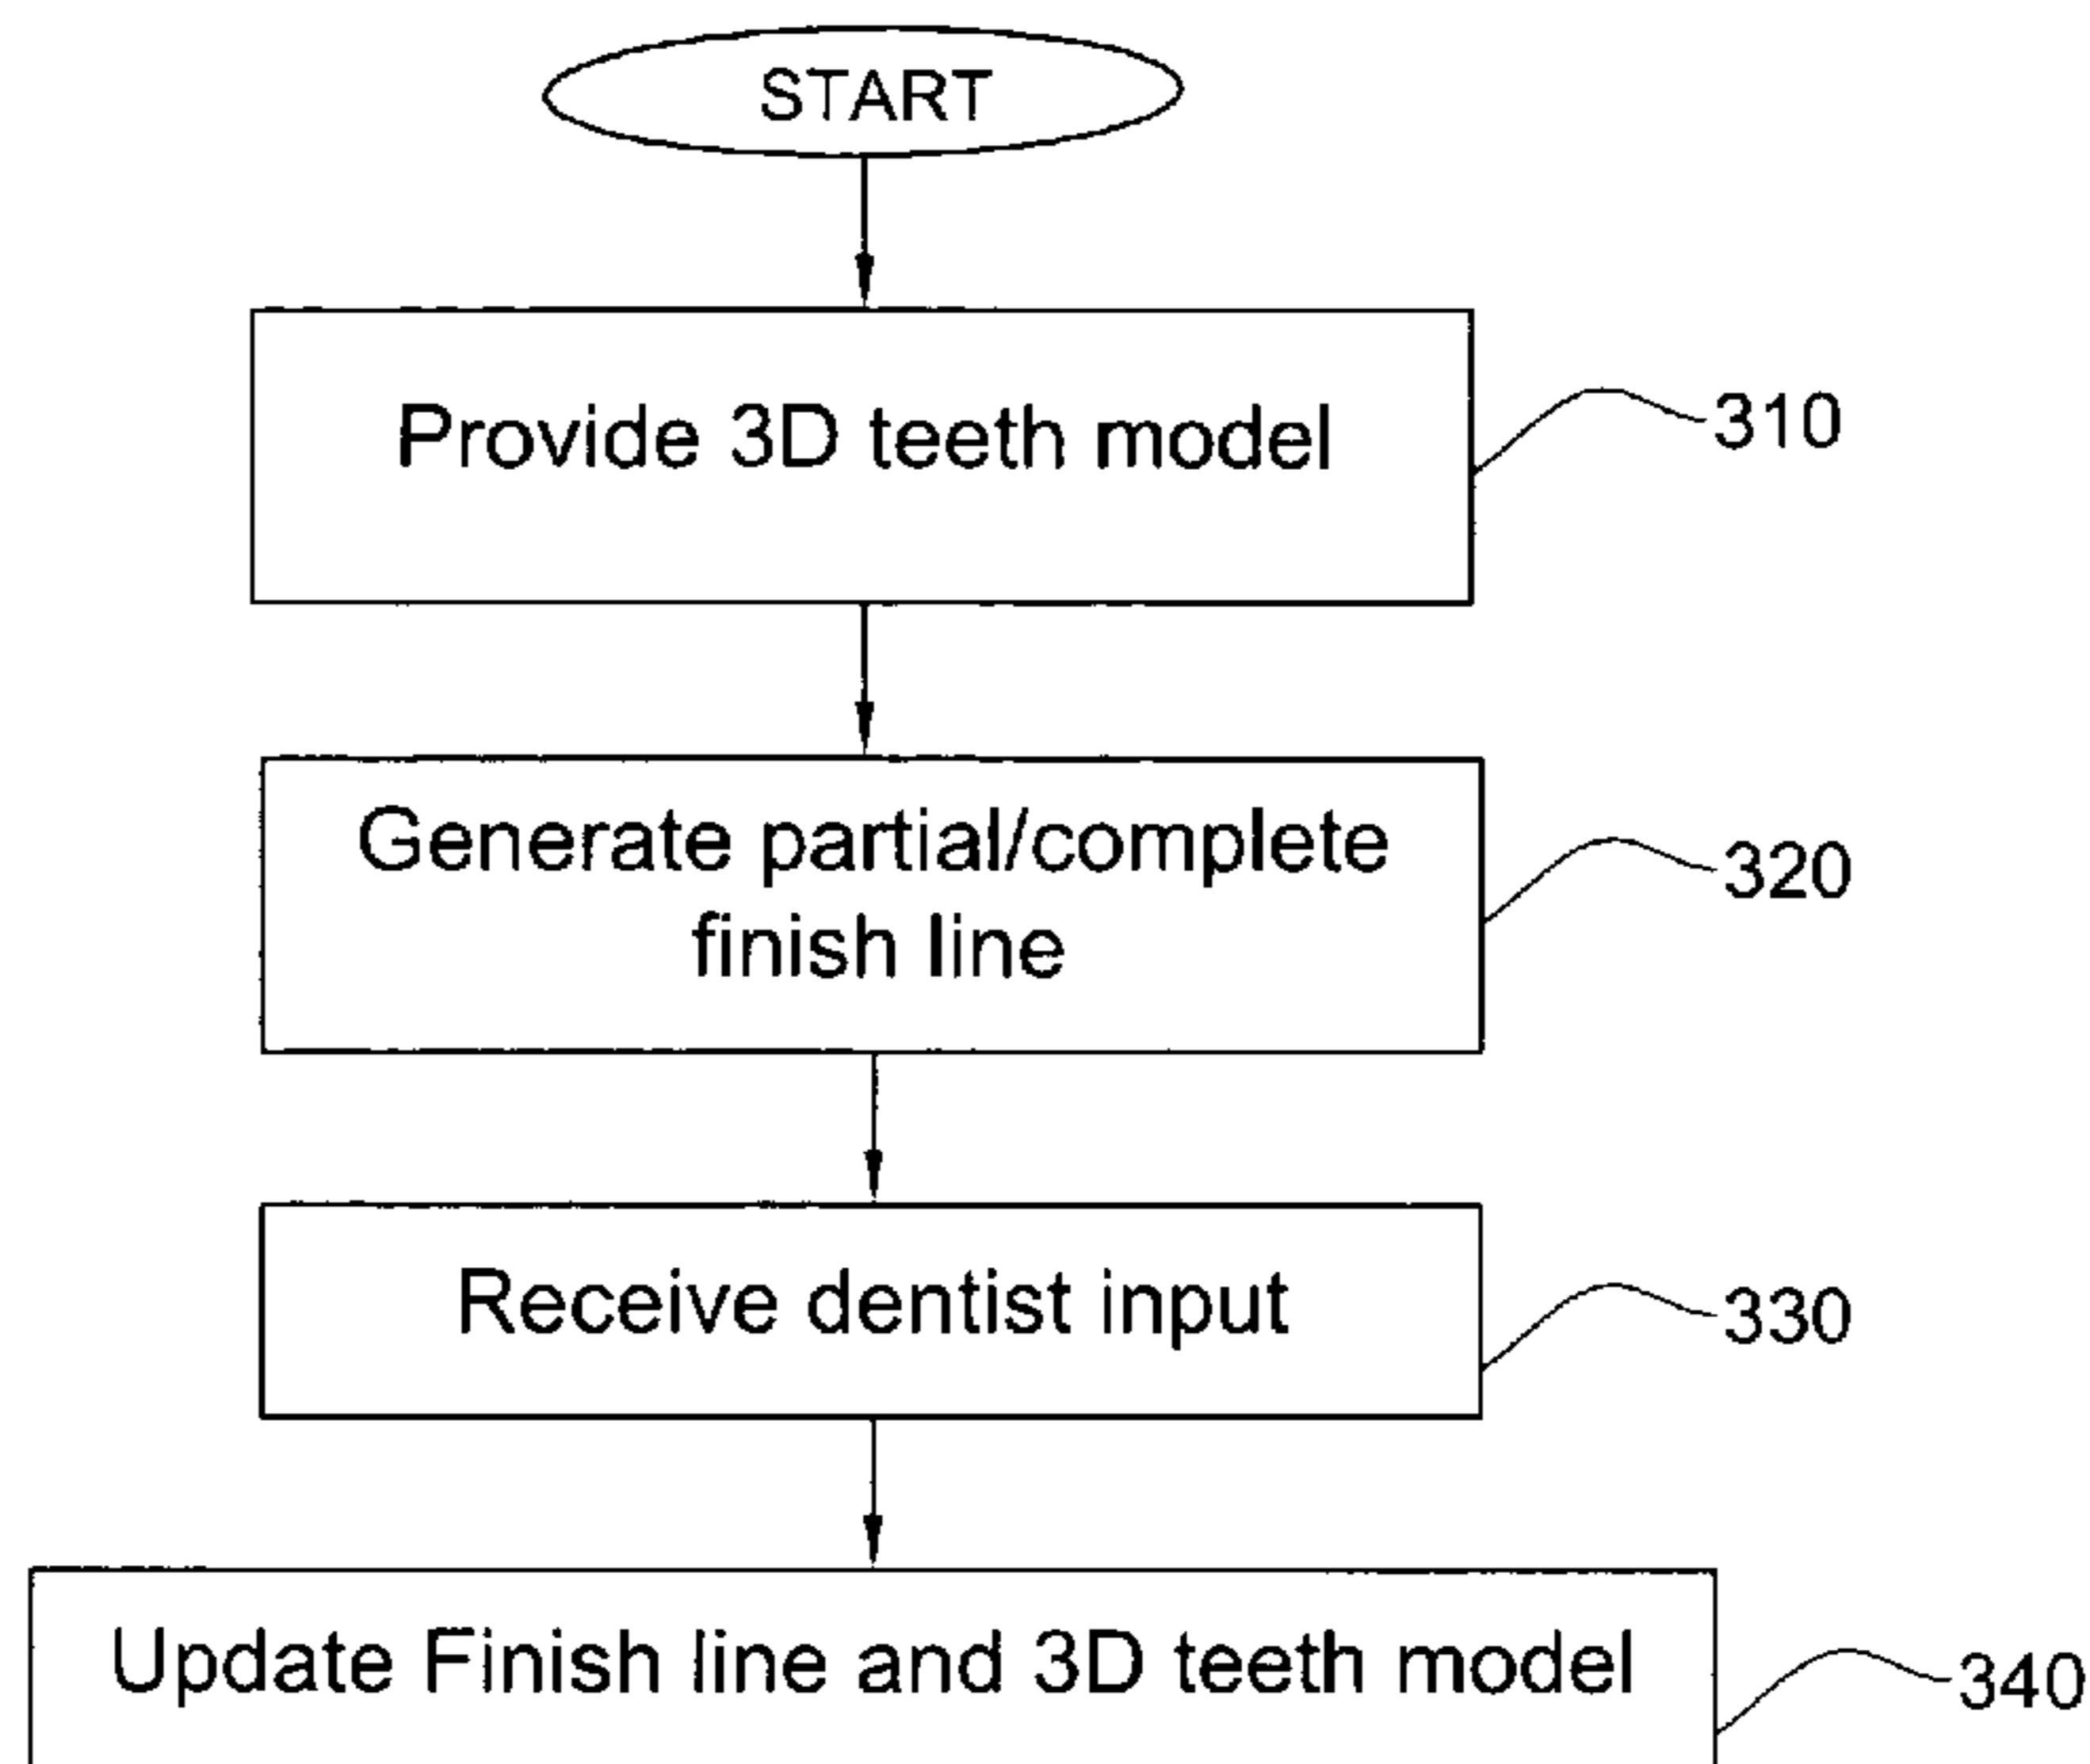 START
Provide 3D teeth model
310
Generate partial/complete
finish line
320
Receive dentist input
330
Update Finish line and 3D teeth model
340